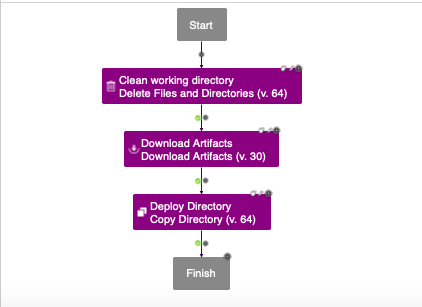 Start
Clean working directory
Delete Files and Directories (v. 64)
Download Artifacts
Download Artifacts (v. 30)
Deploy Directory
Copy Directory (v. 64)
Finish